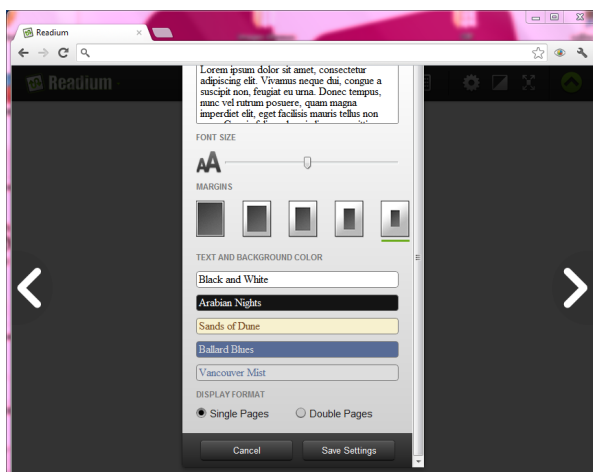 Readium
Readium
Lorem ipsum dolor sit amet, consectetur
adipiscing elit. Vivamus neque dui, congue a
suscipit non, feugiat eu urna. Donec tempus,
nunc vel rutrum posuere, quam magna
imperdiet elit, eget facilisis mauris tellus non
FONT SIZE
AA
MARGINS
TEXT AND BACKGROUND COLOR
Black and White
Arabian Nights
Sands of Dune
Ballard Blues
Vancouver Mist
DISPLAY FORMAT
Single Pages Double Pages
Cancel Save Settings